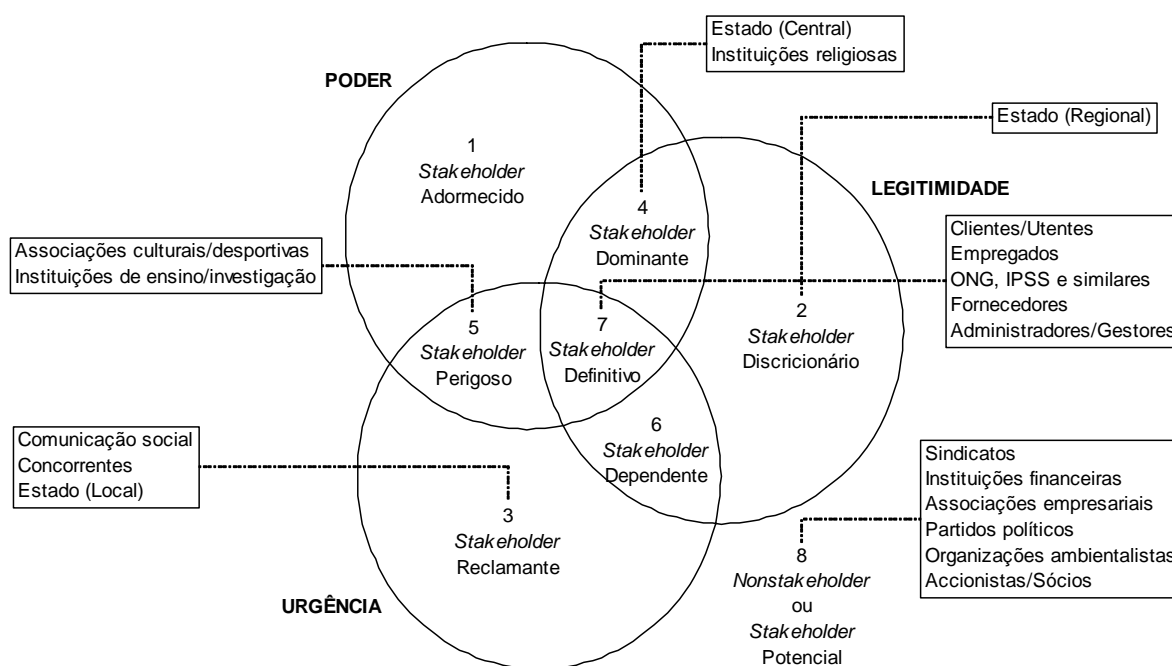 Estado (Central)
Instituições religiosas
PODER
Estado (Regional)
1
Stakeholder
Adormecido
LEGITIMIDADE
4
Stakeholder
Dominante
Clientes/Utentes
Empregados
ONG, IPSS e similares
Fornecedores
Administradores/Gestores
Associações culturais/desportivas
Instituições de ensino/investigação
5
Stakeholder
Perigoso
7
Stakeholder
Definitivo
2
Stakeholder
Discricionário
6
Stakeholder
Dependente
Comunicação social
Concorrentes
Estado (Local)
Sindicatos
Instituições financeiras
Associações empresariais
Partidos políticos
Organizações ambientalistas
Accionistas/Sócios
3
Stakeholder
Reclamante
URGÊNCIA
8
Nonstakeholder
ou
Stakeholder
Potencial